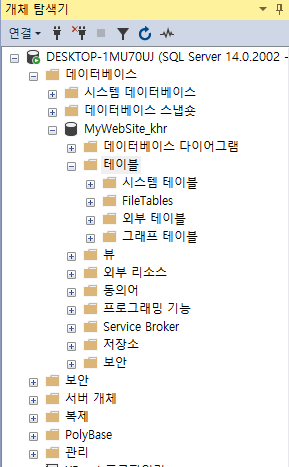 개체 탐색기
연결
DESKTOP-1MU70UJ (SQL Server 14.0.2002 -
데이터베이스
시스템 데이터베이스
데이터베이스 스냅숏
MyWebSite_khr
데이터베이스 다이어그램
테이블
시스템 테이블
FileTables
외부 테이블
그래프 테이블
뷰
외부 리소스
동의어
프로그래밍 기능
Service Broker
저장소
보안
보안
서버 개체
복제
PolyBase
관리